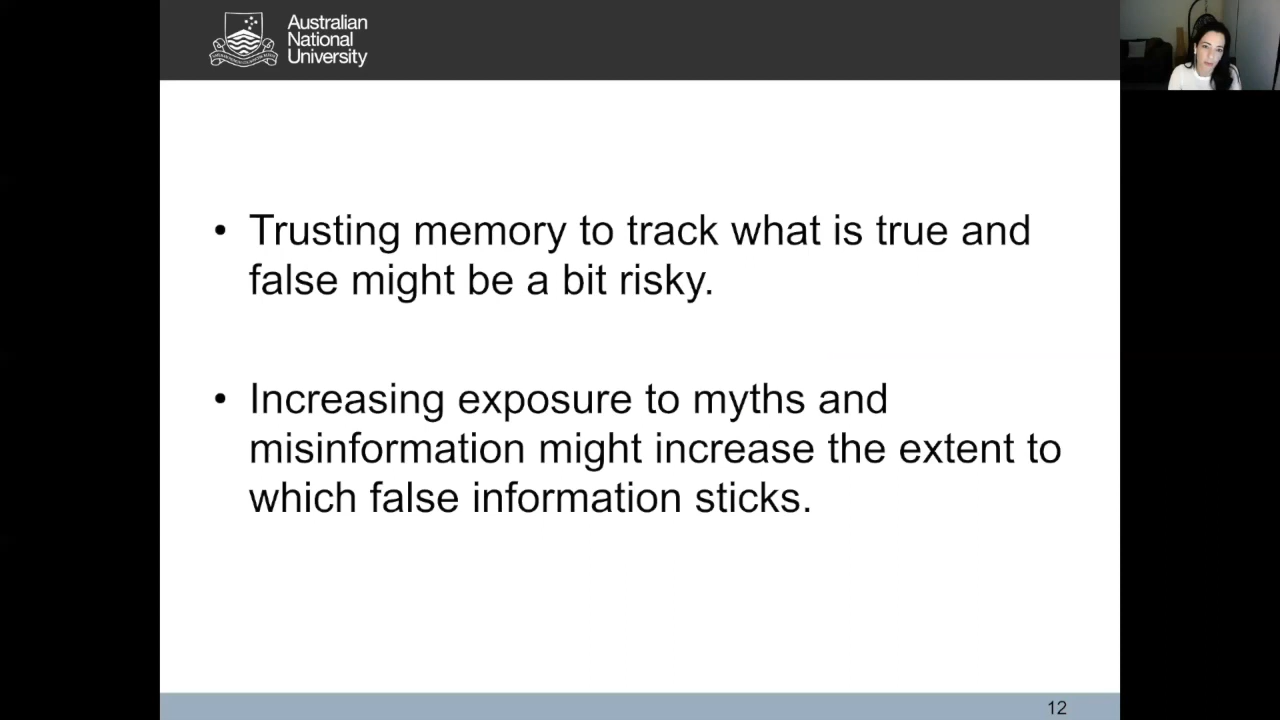 Australian
National
University
• Trusting memory to track what is true and
false might be a bit risky.
• Increasing exposure to myths and
misinformation might increase the extent to
which false information sticks.
12